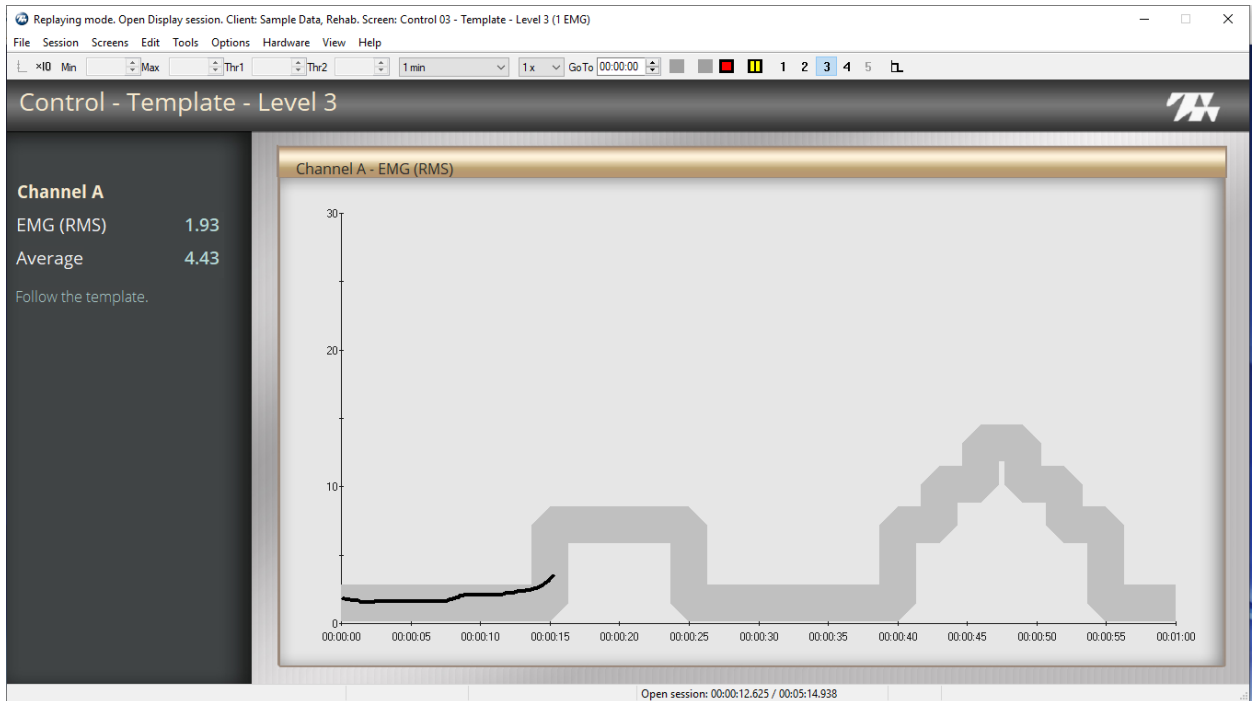 Replaying mode. Open Display session. Client: Sample Data, Rehab. Screen: Control 03 - Template - Level 3 (1 EMG)
File Session Screens Edit Tools Options Hardware View Help
×10 Min Max Thr1 Thr2 1 min 1 x GoTo 00:00:00 1 2 3 4 5
Control - Template - Level 3
Channel A
EMG (RMS) 1.93
Average 4.43
Follow the template.
Channel A - EMG (RMS)
30
20
10
0
00:00:00 00:00:05 00:00:10 00:00:15 00:00:20 00:00:25 00:00:30 00:00:35 00:00:40 00:00:45 00:00:50 00:00:55 00:01:00
Open session: 00:00:12.625 / 00:05:14.938